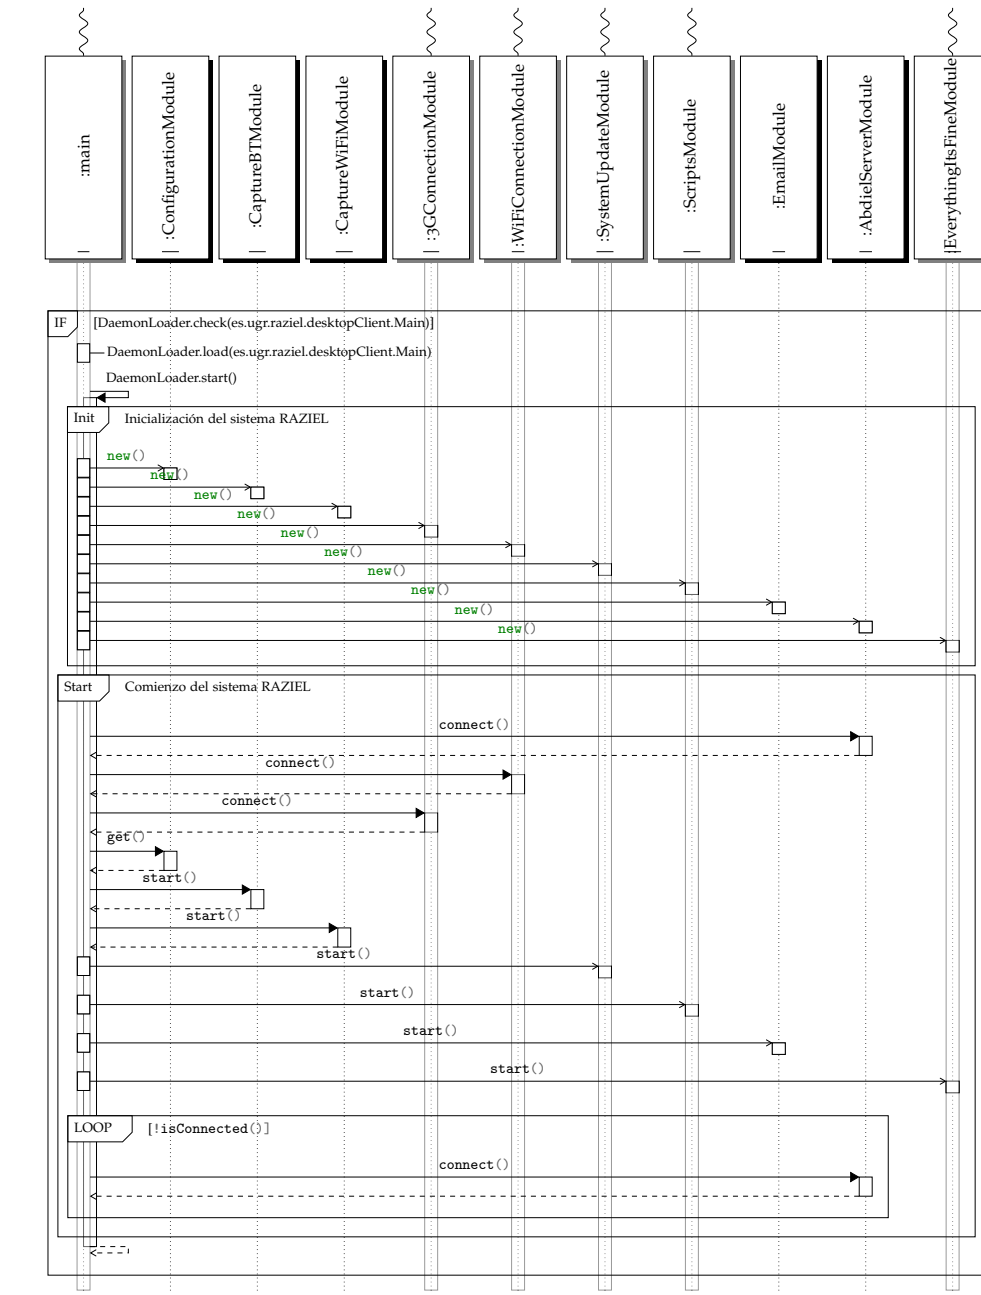 :main
:ConfigurationModule
:CaptureBTModule
:CaptureWiFiModule
:3GConnectionModule
:WiFiConnectionModule
:SystemUpdateModule
:ScriptsModule
:EmailModule
:AbdielServerModule
:EverythingItsFineModule
IF [DaemonLoader.check(es.ugr.raziel.desktopClient.Main)]
DaemonLoader.load(es.ugr.raziel.desktopClient.Main)
DaemonLoader.start()
Init Inicialización del sistema RAZIEL
new()
new()
new()
new()
new()
new()
new()
new()
new()
new()
Start Comienzo del sistema RAZIEL
connect()
connect()
connect()
get()
start()
start()
start()
start()
start()
start()
LOOP [!isConnected()]
connect()